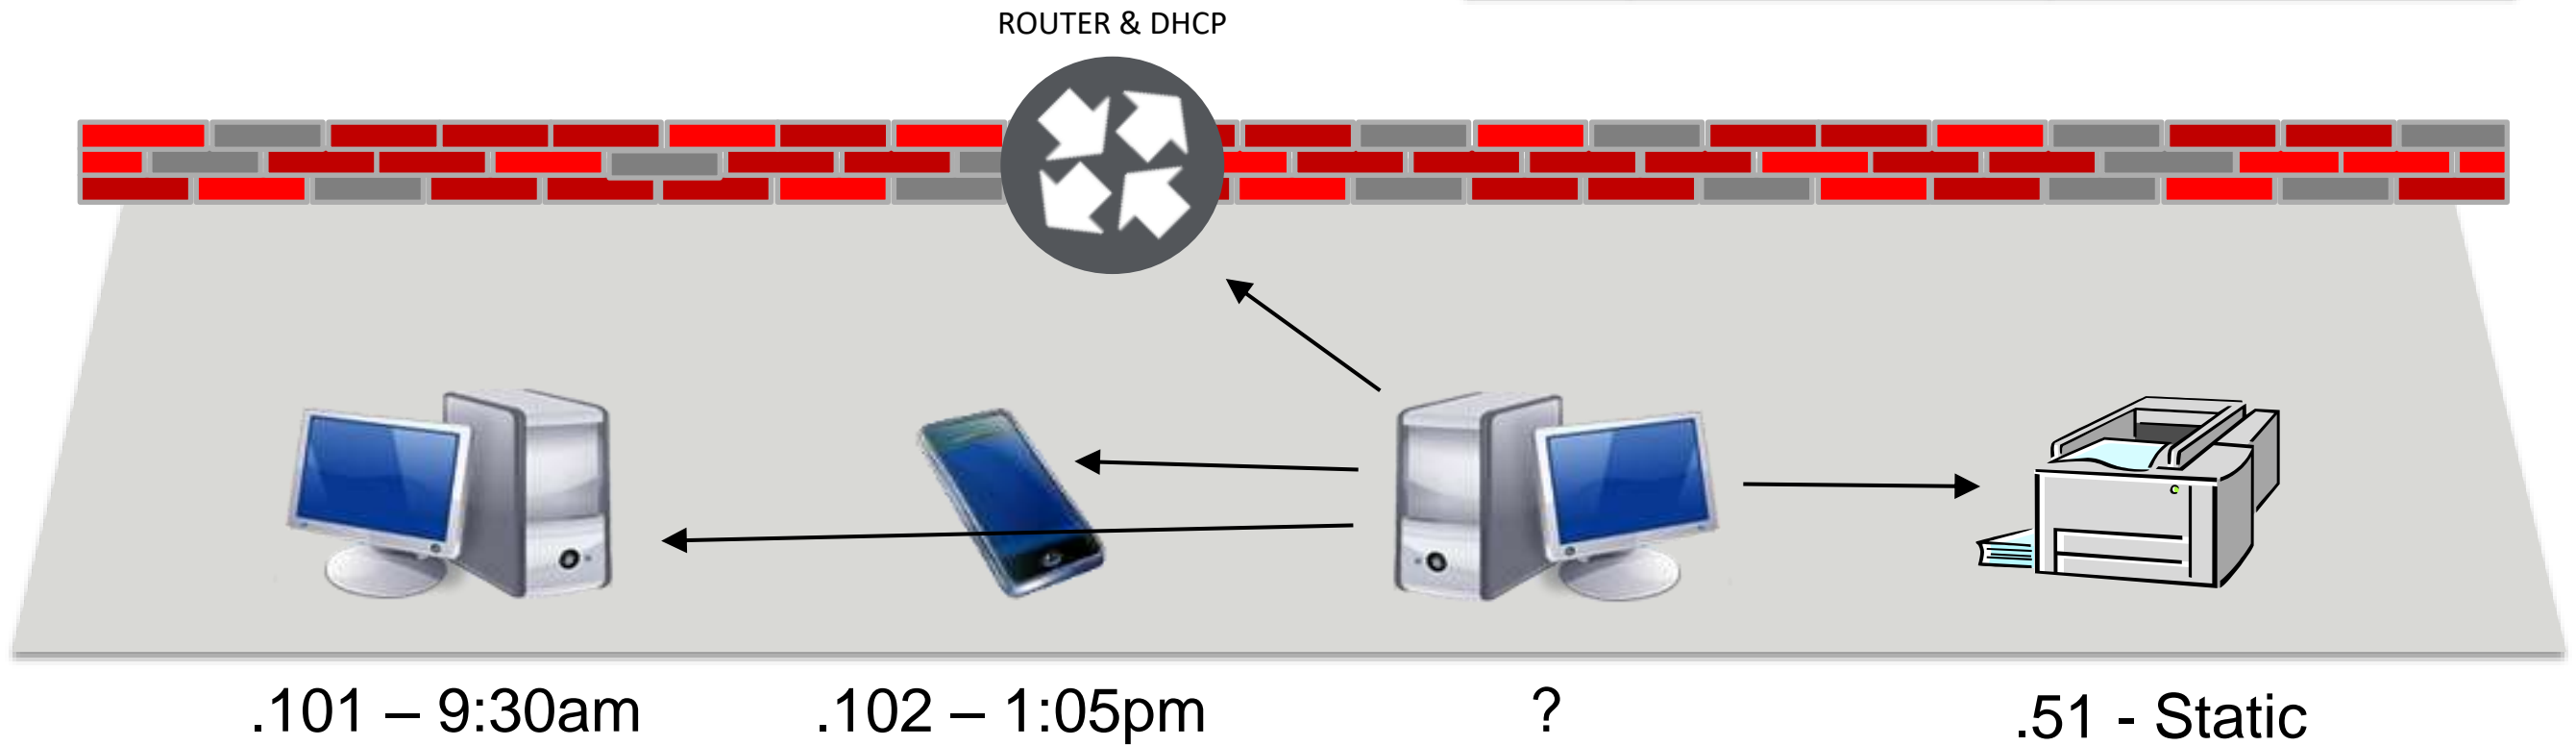 ROUTER & DHCP
.101 – 9:30am
.102 – 1:05pm
?
.51 - Static